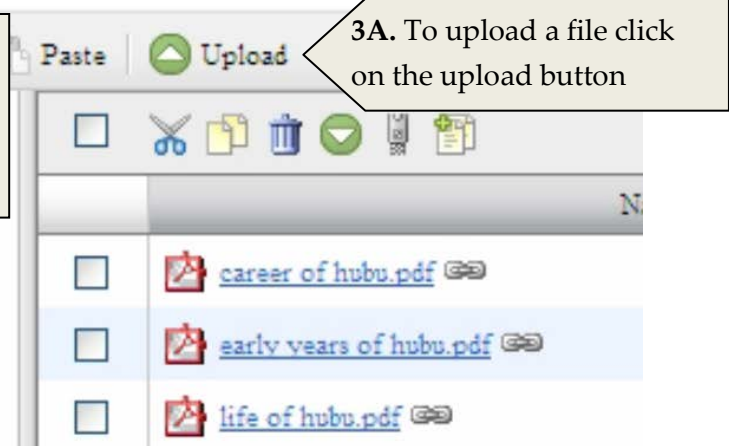 Paste
Upload
3A. To upload a file click
on the upload button
career of hubu.pdf
early years of hubu.pdf
life of hubu.pdf